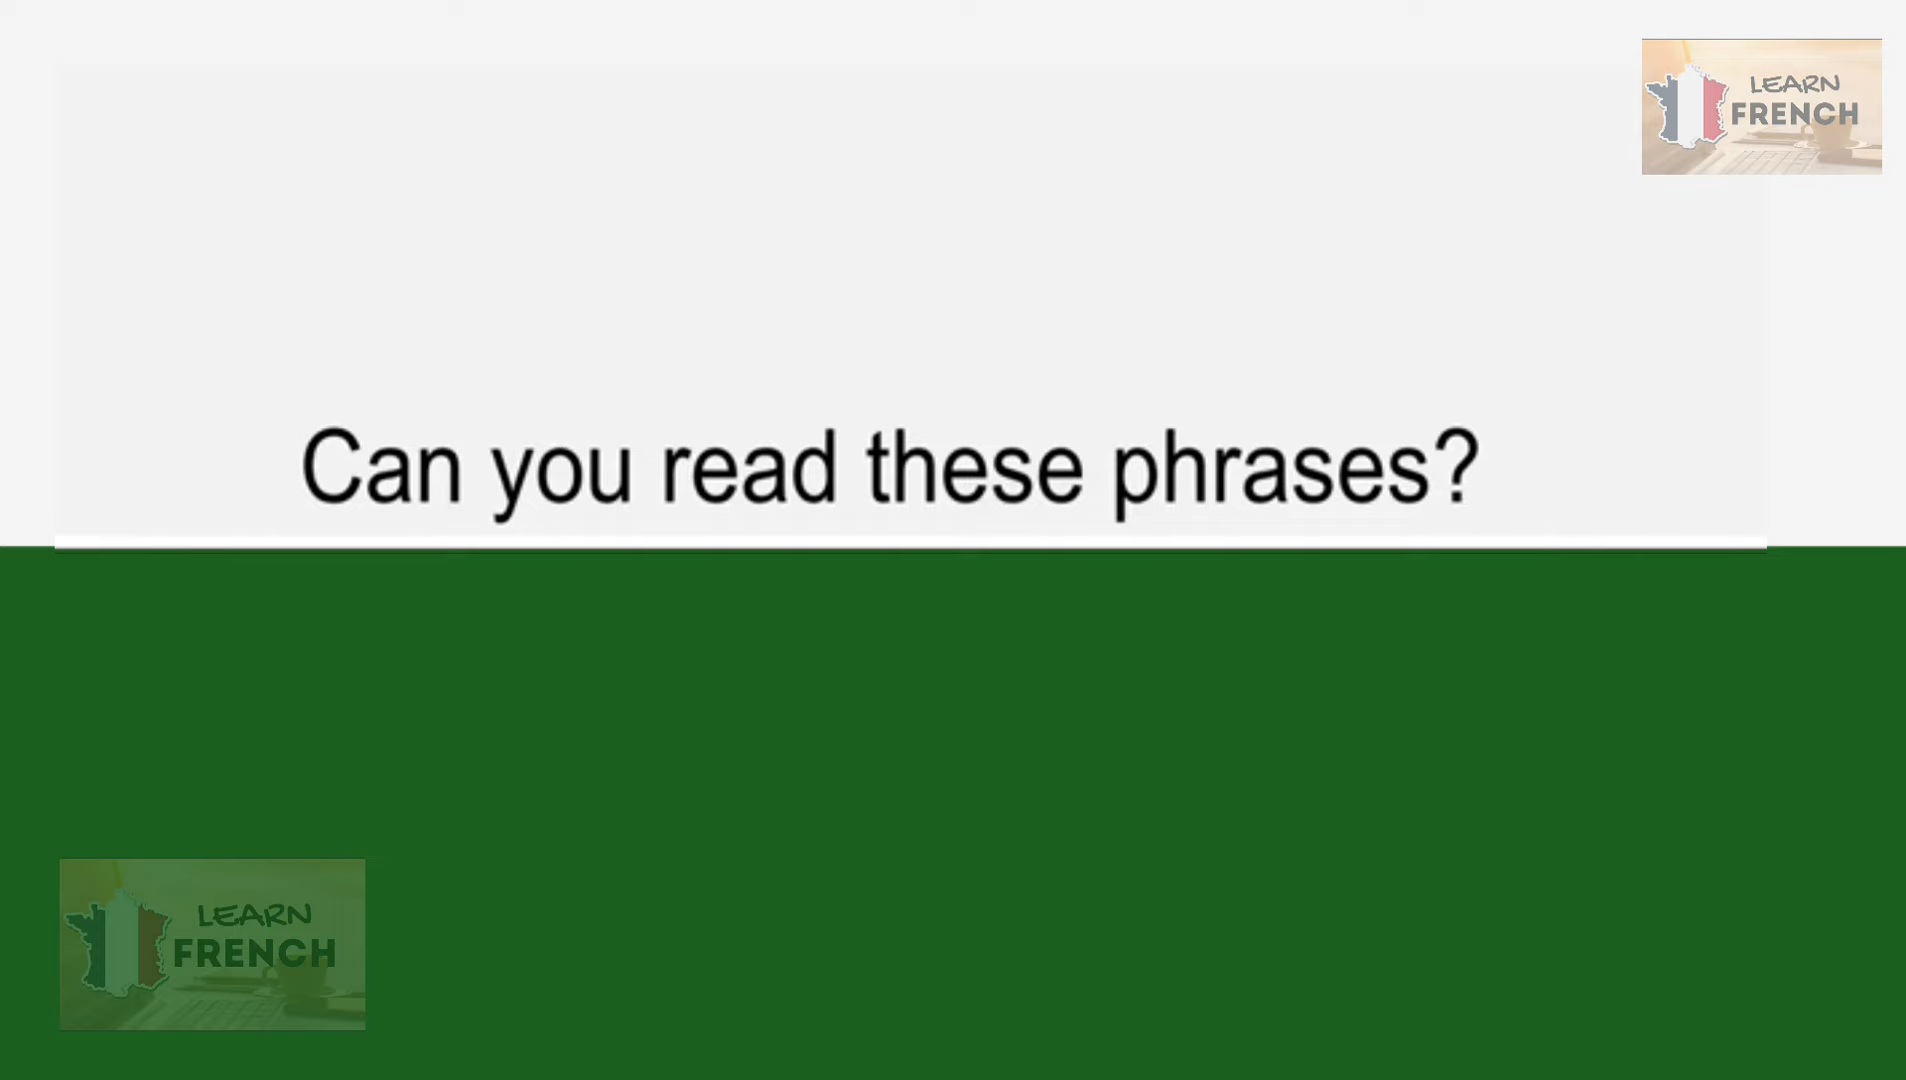 LEARN
FRENCH
Can you read these phrases?
LEARN
FRENCH